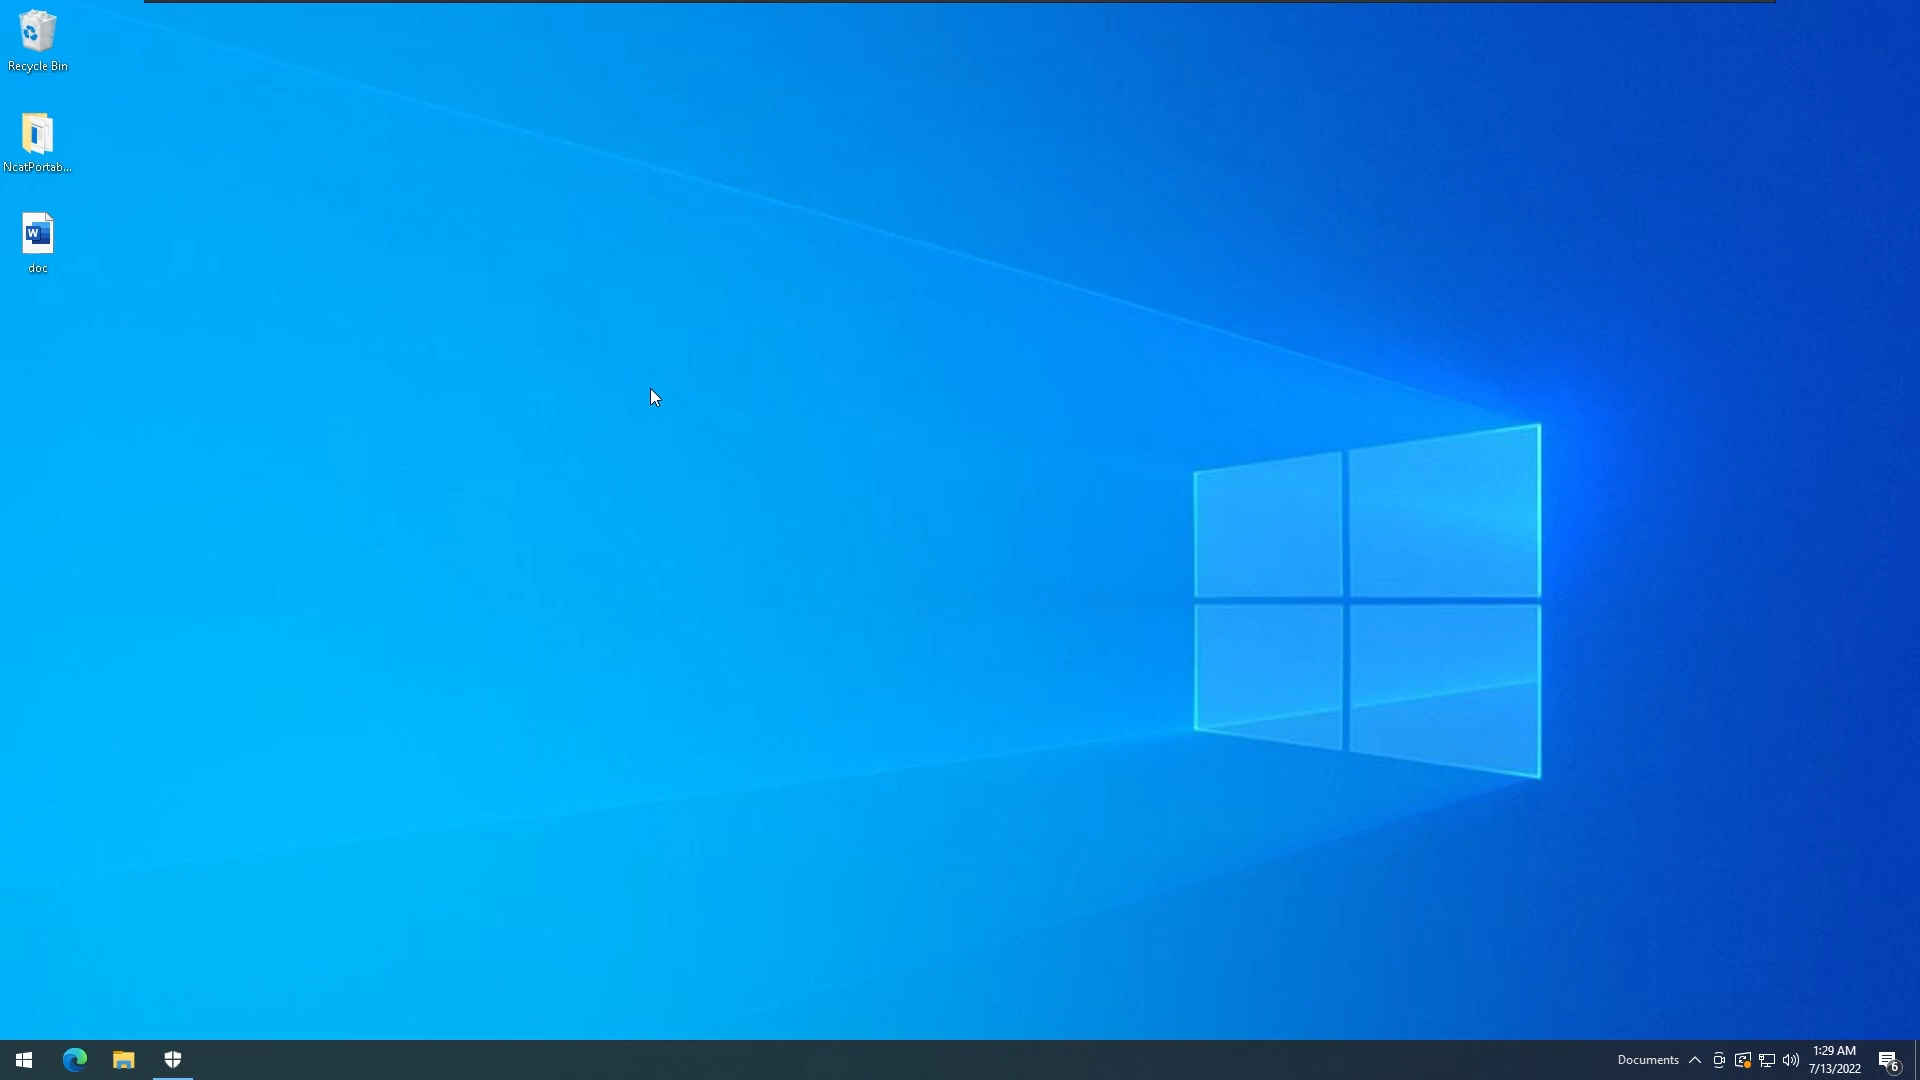 Recycle Bin
NcatPortab...
W
doc
Documents
1:29 AM
7/13/2022
6